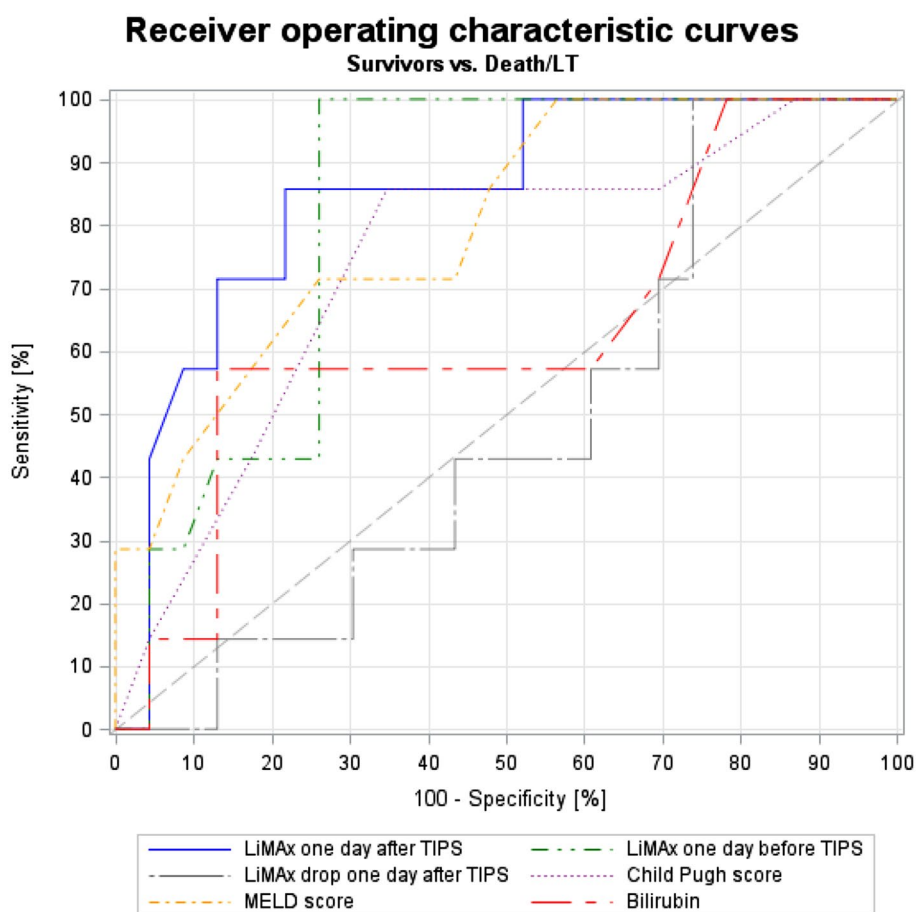 Receiver operating characteristic curves
Survivors vs. Death/LT
100
90
80
70
60
50
40
30
20
10
0
Sensitivity [%]
0 10 20 30 40 50 60 70 80 90 100
100 - Specificity [%]
LiMAx one day after TIPS LiMAx one day before TIPS
LiMAx drop one day after TIPS Child Pugh score
MELD score Bilirubin